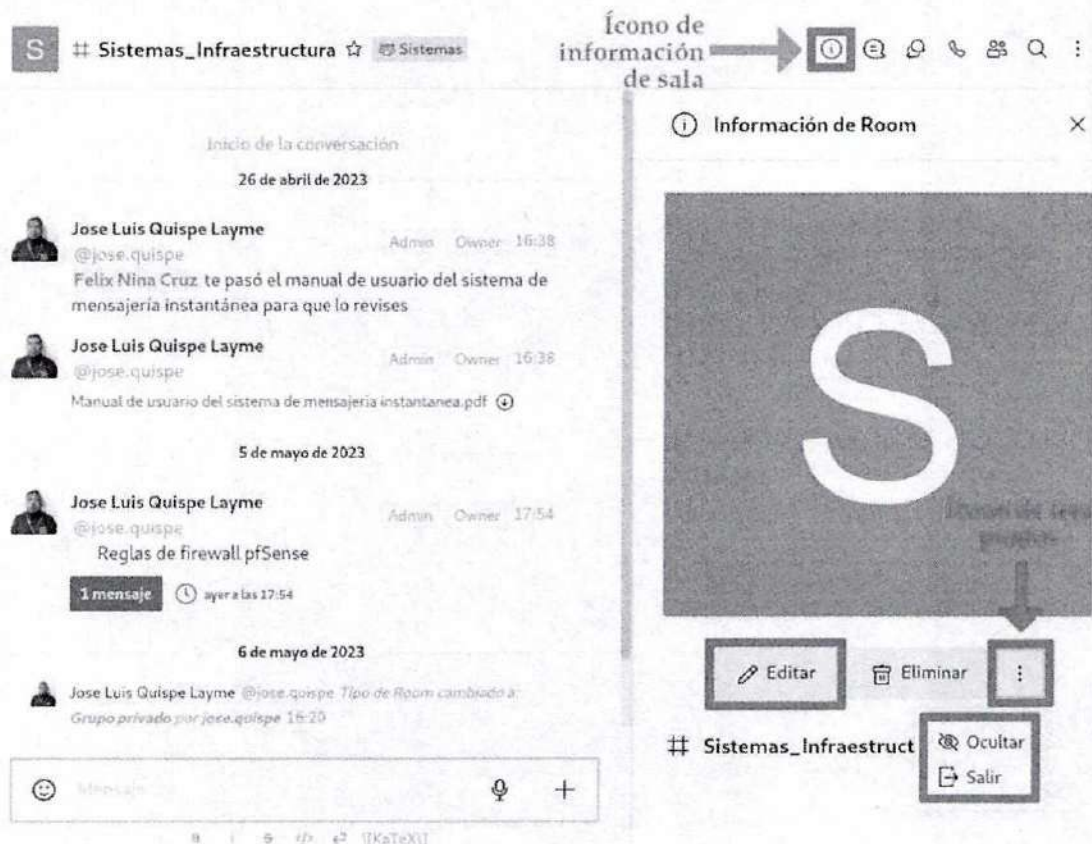 S # Sistemas_Infraestructura Sistemas
Ícono de
información
de sala
Información de Room
Inicio de la conversación
26 de abril de 2023
Jose Luis Quispe Layme
@jose.quispe
Admin Owner 16:38
Felix Nina Cruz te pasó el manual de usuario del sistema de
mensajería instantánea para que lo revises
Jose Luis Quispe Layme
@jose.quispe
Admin Owner 16:38
Manual de usuario del sistema de mensajeria instantanea.pdf
5 de mayo de 2023
Jose Luis Quispe Layme
@jose.quispe
Admin Owner 17:54
Reglas de firewall pfSense
1 mensaje ayer a las 17:54
6 de mayo de 2023
Jose Luis Quispe Layme @jose.quispe Tipo de Room cambiado a:
Grupo privado por jose.quispe 16:20
Mensaje
B i S </> [KaTeX]
S
Ícono de
Editar Eliminar
# Sistemas_Infraestruct
Ocultar
Salir